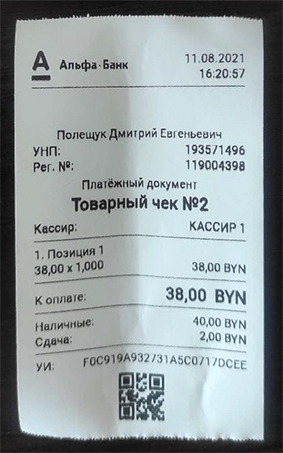 А Альфа·Банк
11.08.2021
16:20:57
Полещук Дмитрий Евгеньевич
УНП: 193571496
Рег. №: 119004398
Платёжный документ
Товарный чек №2
Кассир: КАССИР 1
1. Позиция 1
38,00 x 1,000 38,00 BYN
К оплате: 38,00 BYN
Наличные: 40,00 BYN
Сдача: 2,00 BYN
УИ: F0C919A932731A5C0717DCEE